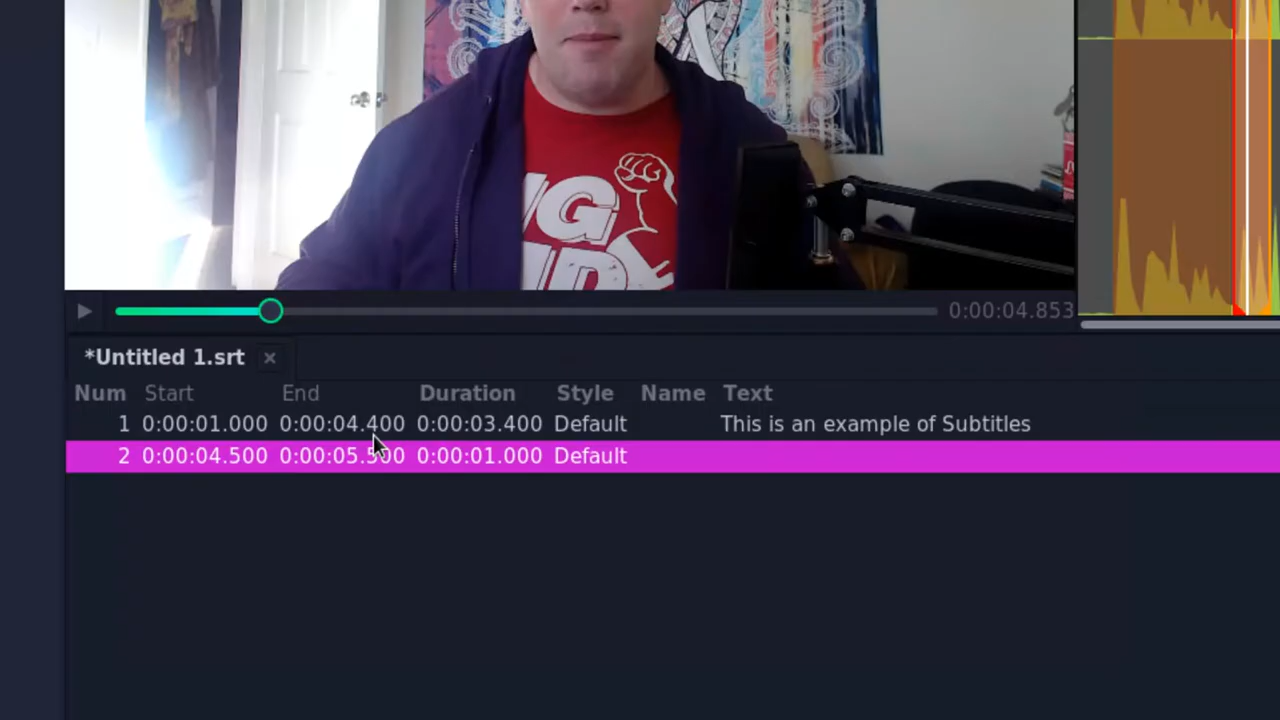 NG
ND
0:00:04.853
*Untitled 1.srt ×
Num Start End Duration Style Name Text
1 0:00:01.000 0:00:04.400 0:00:03.400 Default This is an example of Subtitles
2 0:00:04.500 0:00:05.500 0:00:01.000 Default